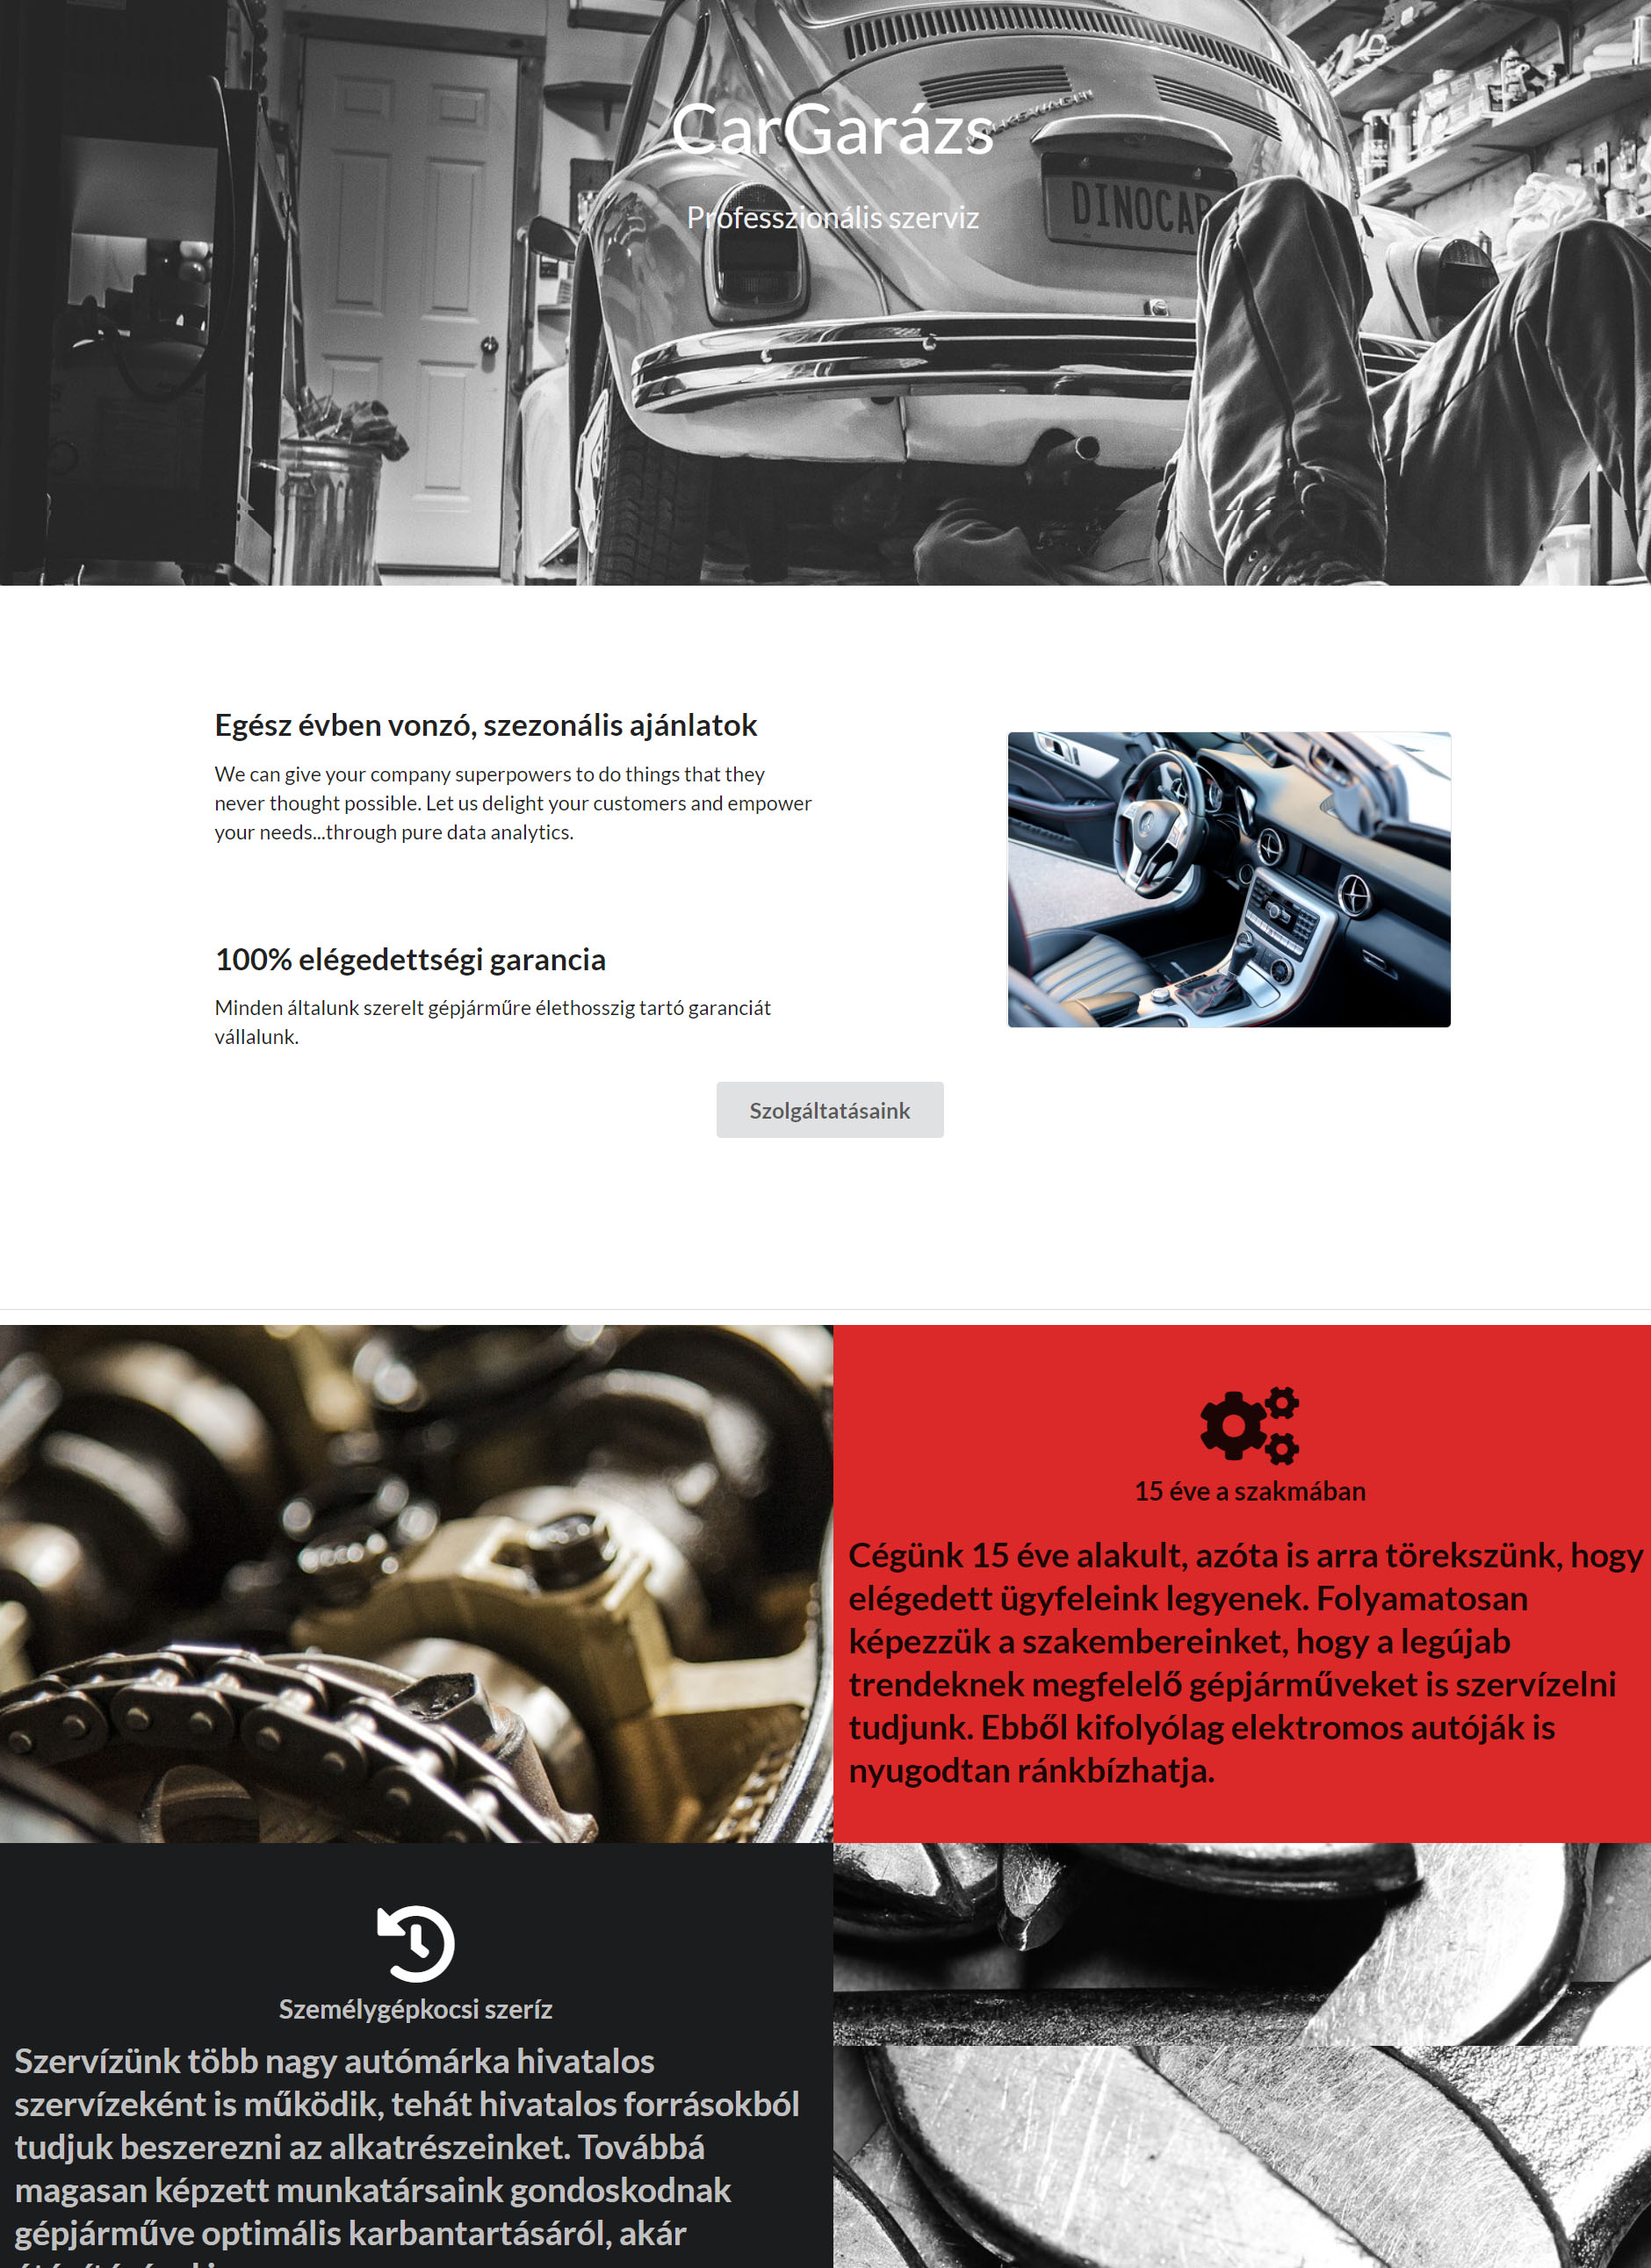 CarGarázs
VOLKSWAGEN
Professzionális szerviz
DINOCAR
Egész évben vonzó, szezonális ajánlatok
We can give your company superpowers to do things that they
never thought possible. Let us delight your customers and empower
your needs...through pure data analytics.
100% elégedettségi garancia
Minden általunk szerelt gépjárműre élethosszig tartó garanciát
vállalunk.
Szolgáltatásaink
15 éve a szakmában
Cégünk 15 éve alakult, azóta is arra törekszünk, hogy
elégedett ügyfeleink legyenek. Folyamatosan
képezzük a szakembereinket, hogy a legújab
trendeknek megfelelő gépjárműveket is szervízelni
tudjunk. Ebből kifolyólag elektromos autóják is
nyugodtan ránkbízhatja.
Személygépkocsi szeríz
Szervízünk több nagy autómárka hivatalos
szervízeként is működik, tehát hivatalos forrásokból
tudjuk beszerezni az alkatrészeinket. Továbbá
magasan képzett munkatársaink gondoskodnak
gépjárműve optimális karbantartásáról, akár